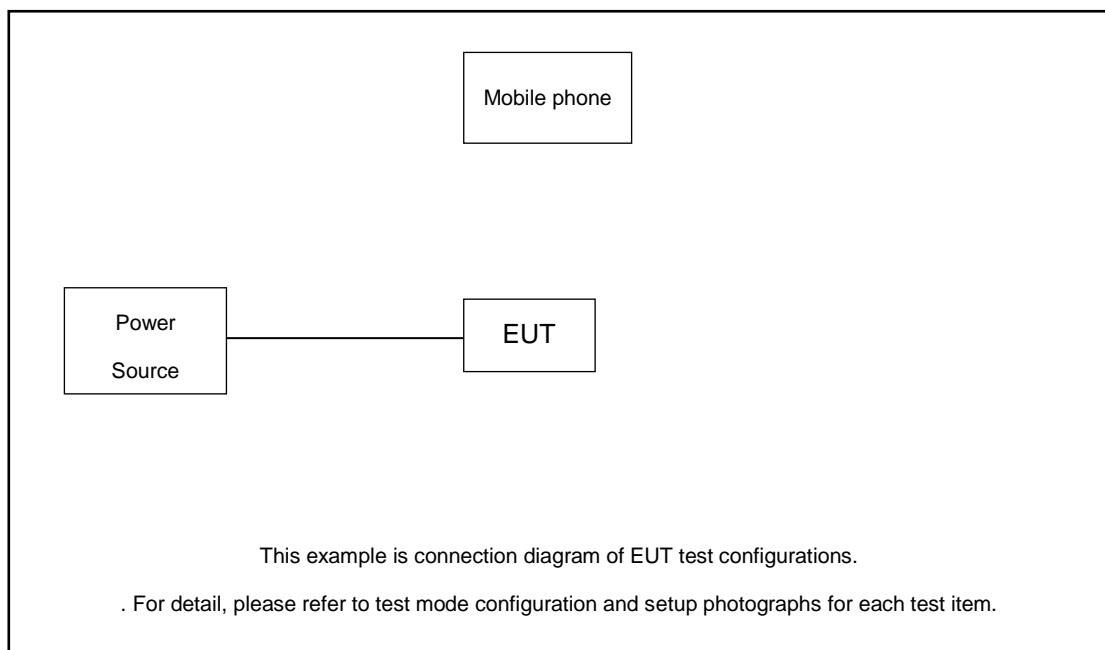 Mobile phone
Power
Source
EUT
This example is connection diagram of EUT test configurations.
. For detail, please refer to test mode configuration and setup photographs for each test item.